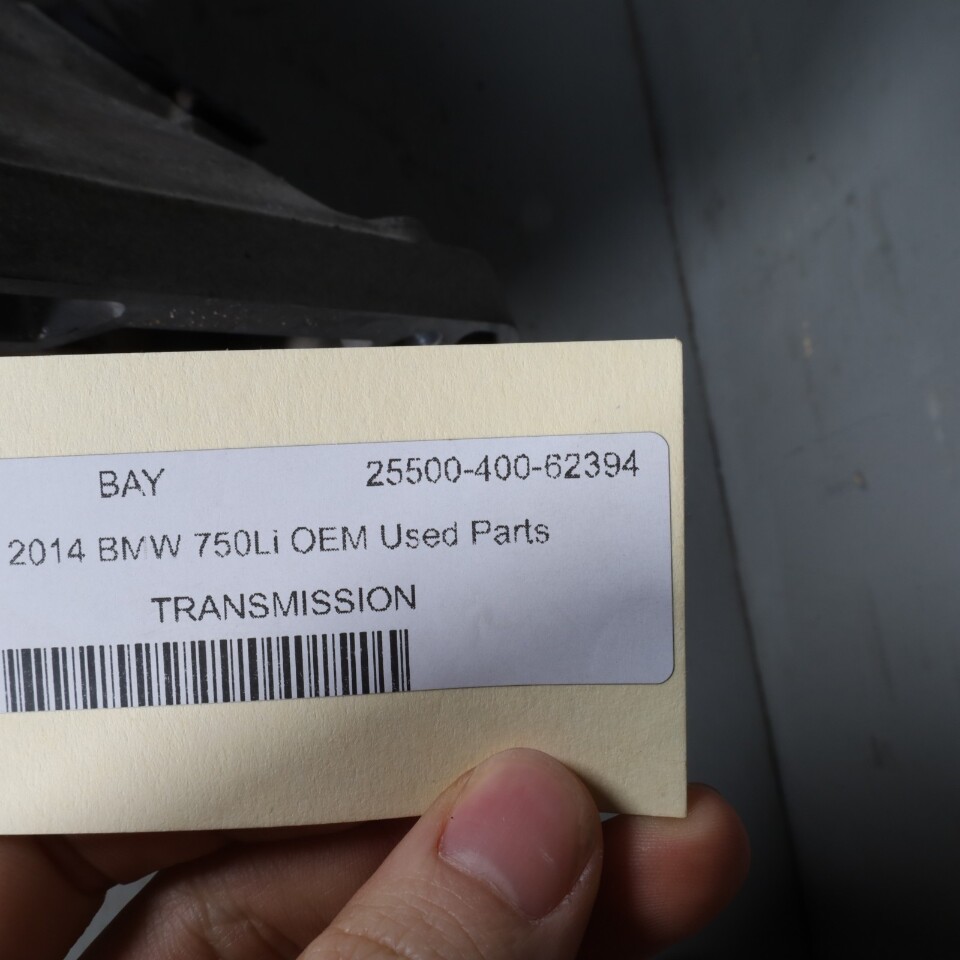 BAY 25500-400-62394
2014 BMW 750Li OEM Used Parts
TRANSMISSION